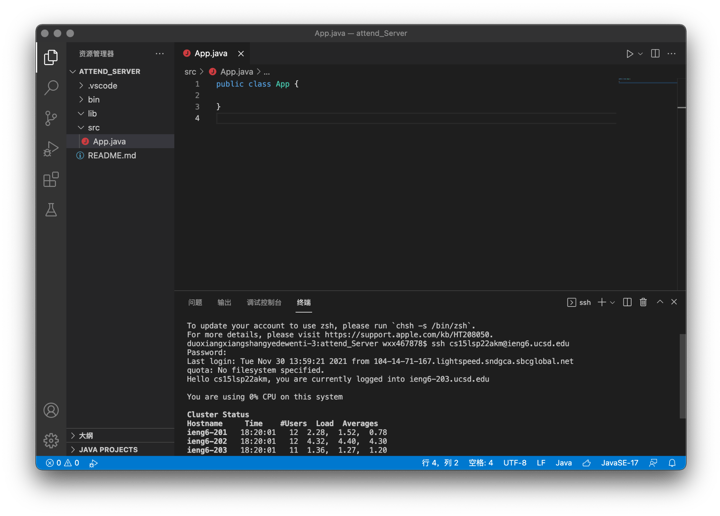 App.java — attend_Server
资源管理器
ATTEND_SERVER
.vscode
bin
lib
src
App.java
README.md
大纲
JAVA PROJECTS
App.java
src > App.java > ...
1 public class App {
2
3 }
4
问题 输出 调试控制台 终端
ssh
To update your account to use zsh, please run `chsh -s /bin/zsh`.
For more details, please visit https://support.apple.com/kb/HT208050.
duoxiangxiangshangyedewenti-3:attend_Server wxx467878$ ssh cs15lsp22akm@ieng6.ucsd.edu
Password:
Last login: Tue Nov 30 13:59:21 2021 from 104-14-71-167.lightspeed.sndgca.sbcglobal.net
quota: No filesystem specified.
Hello cs15lsp22akm, you are currently logged into ieng6-203.ucsd.edu
You are using 0% CPU on this system
Cluster Status
Hostname Time #Users Load Averages
ieng6-201 18:20:01 12 2.28, 1.52, 0.78
ieng6-202 18:20:01 12 4.32, 4.40, 4.30
ieng6-203 18:20:01 11 1.36, 1.27, 1.20
0 0
行 4，列 2 空格: 4 UTF-8 LF Java JavaSE-17